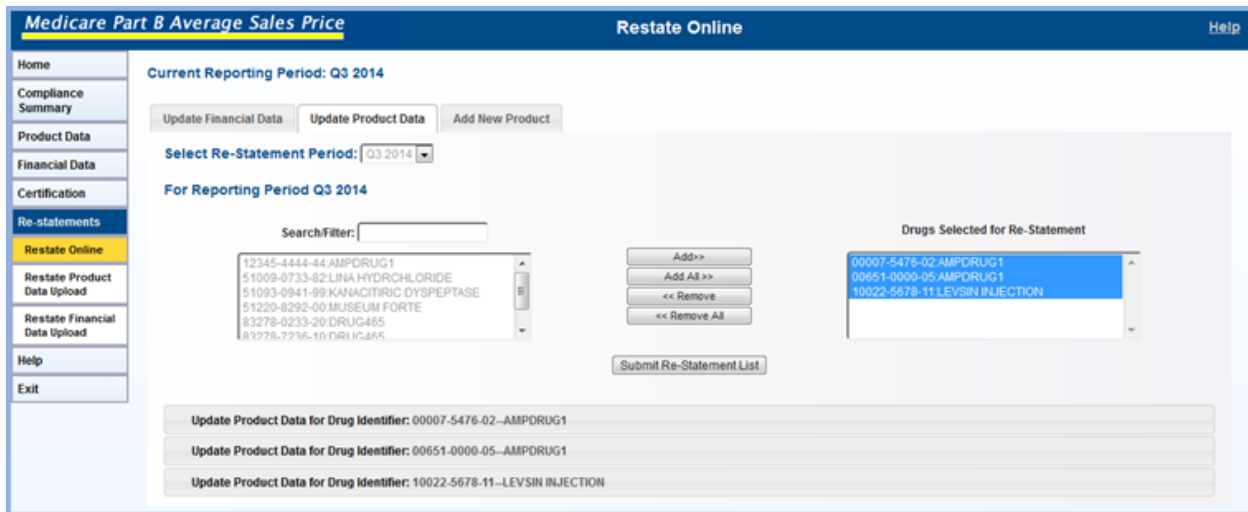 Medicare Part B Average Sales Price
Restate Online
Help
Home
Compliance
Summary
Product Data
Financial Data
Certification
Re-statements
Restate Online
Restate Product
Data Upload
Restate Financial
Data Upload
Help
Exit
Current Reporting Period: Q3 2014
Update Financial Data
Update Product Data
Add New Product
Select Re-Statement Period: Q3 2014
For Reporting Period Q3 2014
Search/Filter:
12345-4444-44:AMPDRUG1
51009-0733-82:LINA HYDRCHLORIDE
51093-0941-99:KANACITIRIC DYSPEPTASE
51220-8292-00:MUSEUM FORTE
83278-0233-20:DRUG465
83278-7236-10:DRUG465
Add>>
Add All >>
<< Remove
<< Remove All
Drugs Selected for Re-Statement
00007-5476-02:AMPDRUG1
00651-0000-05:AMPDRUG1
10022-5678-11:LEVSIN INJECTION
Submit Re-Statement List
Update Product Data for Drug Identifier: 00007-5476-02--AMPDRUG1
Update Product Data for Drug Identifier: 00651-0000-05--AMPDRUG1
Update Product Data for Drug Identifier: 10022-5678-11--LEVSIN INJECTION